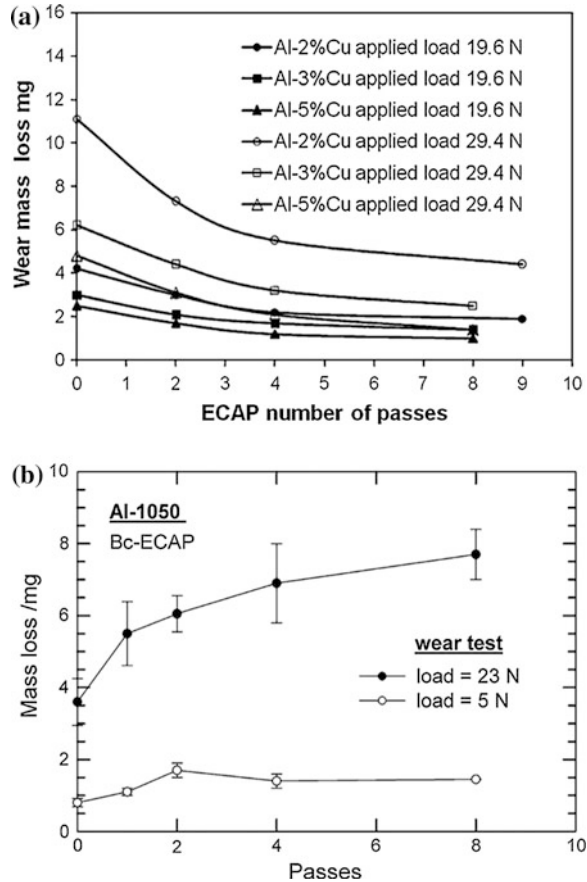 (a)
16
14
12
10
8
6
4
2
0
Wear mass loss mg
Al-2%Cu applied load 19.6 N
Al-3%Cu applied load 19.6 N
Al-5%Cu applied load 19.6 N
Al-2%Cu applied load 29.4 N
Al-3%Cu applied load 29.4 N
Al-5%Cu applied load 29.4 N
0 1 2 3 4 5 6 7 8 9 10
ECAP number of passes
(b)
10
8
6
4
2
0
Mass loss /mg
Al-1050
Bc-ECAP
wear test
load = 23 N
load = 5 N
0 2 4 6 8 10
Passes